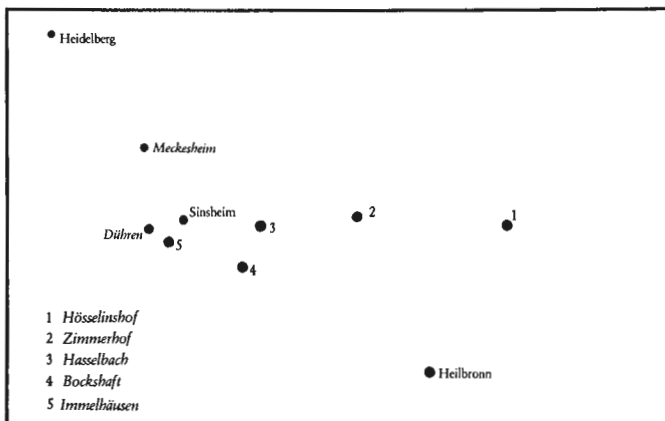 Heidelberg
Meckesheim
Sinsheim
Dühren
5
3
2
1
4
1 Hösselinshof
2 Zimmerhof
3 Hasselbach
4 Bockshaft
5 Immelhäusen
Heilbronn